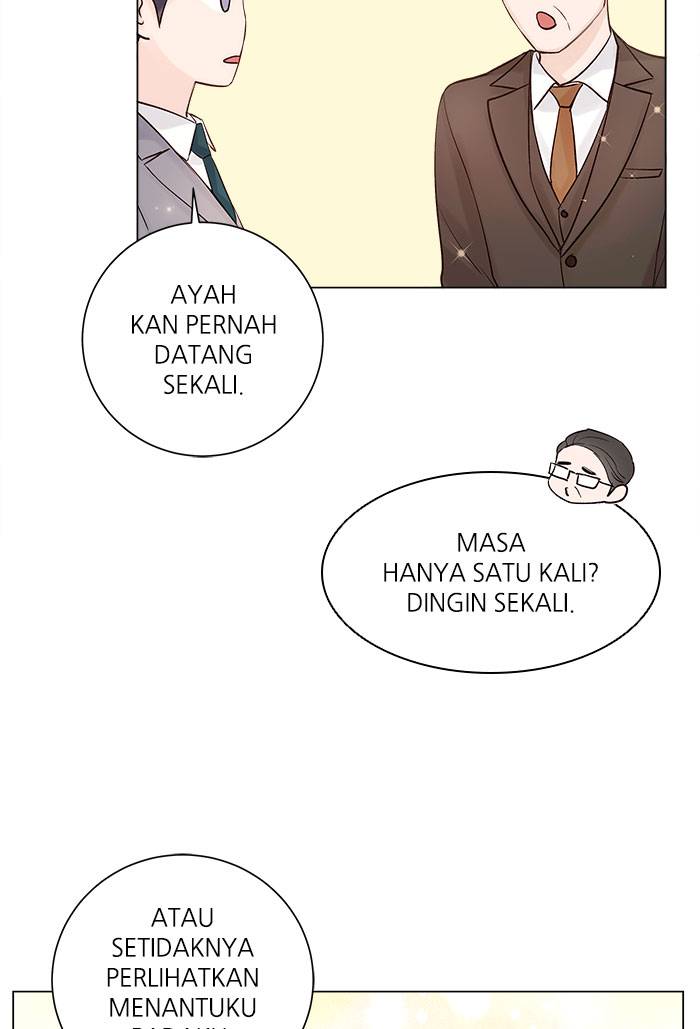 AYAH
KAN PERNAH
DATANG
SEKALI.
MASA
HANYA SATU KALI?
DINGIN SEKALI.
ATAU
SETIDAKNYA
PERLIHATKAN
MENANTUKU